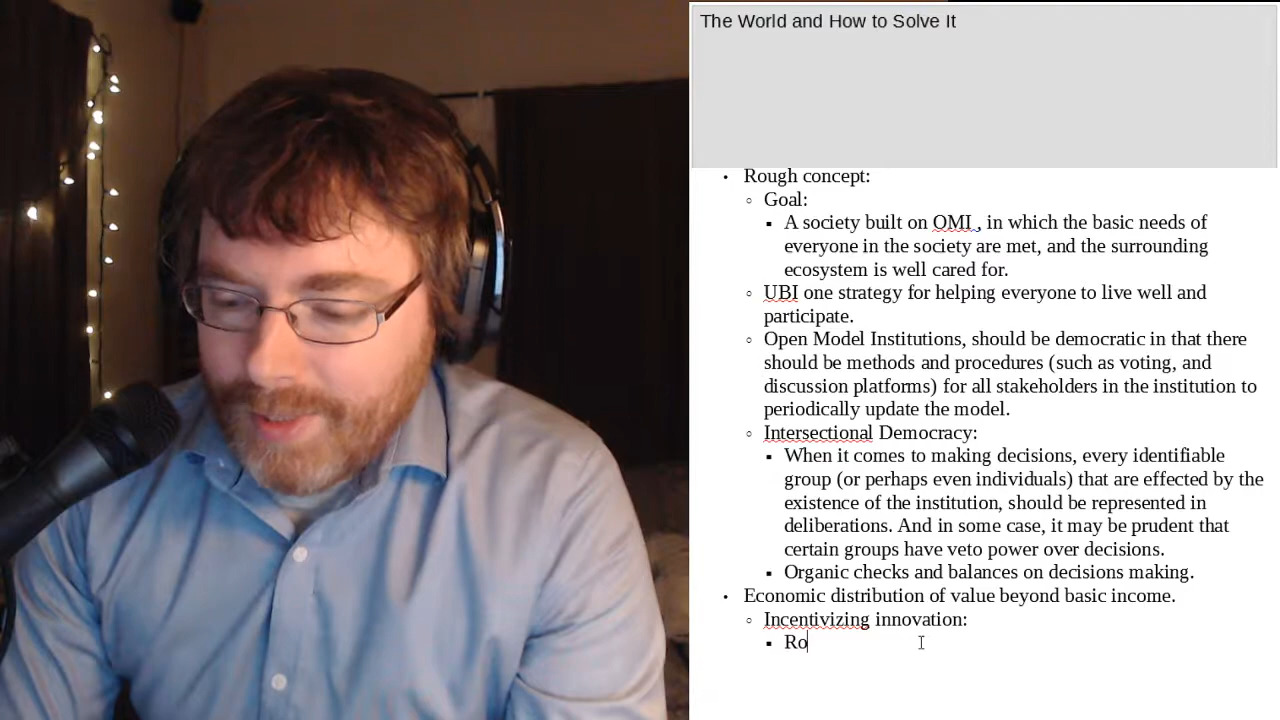 The World and How to Solve It
• Rough concept:
◦ Goal:
▪ A society built on OMI , in which the basic needs of
everyone in the society are met, and the surrounding
ecosystem is well cared for.
◦ UBI one strategy for helping everyone to live well and
participate.
◦ Open Model Institutions, should be democratic in that there
should be methods and procedures (such as voting, and
discussion platforms) for all stakeholders in the institution to
periodically update the model.
◦ Intersectional Democracy:
▪ When it comes to making decisions, every identifiable
group (or perhaps even individuals) that are effected by the
existence of the institution, should be represented in
deliberations. And in some case, it may be prudent that
certain groups have veto power over decisions.
▪ Organic checks and balances on decisions making.
• Economic distribution of value beyond basic income.
◦ Incentivizing innovation:
▪ Ro